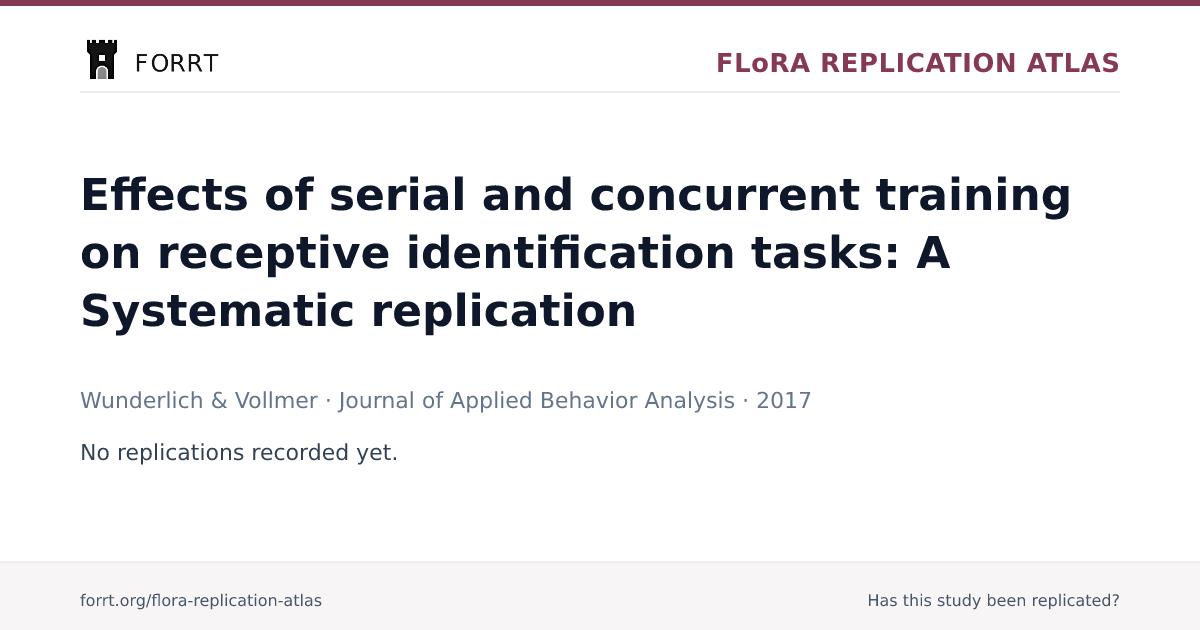 FORRT
FLoRA REPLICATION ATLAS
Effects of serial and concurrent training
on receptive identification tasks: A
Systematic replication
Wunderlich & Vollmer · Journal of Applied Behavior Analysis · 2017
No replications recorded yet.
forrt.org/flora-replication-atlas
Has this study been replicated?